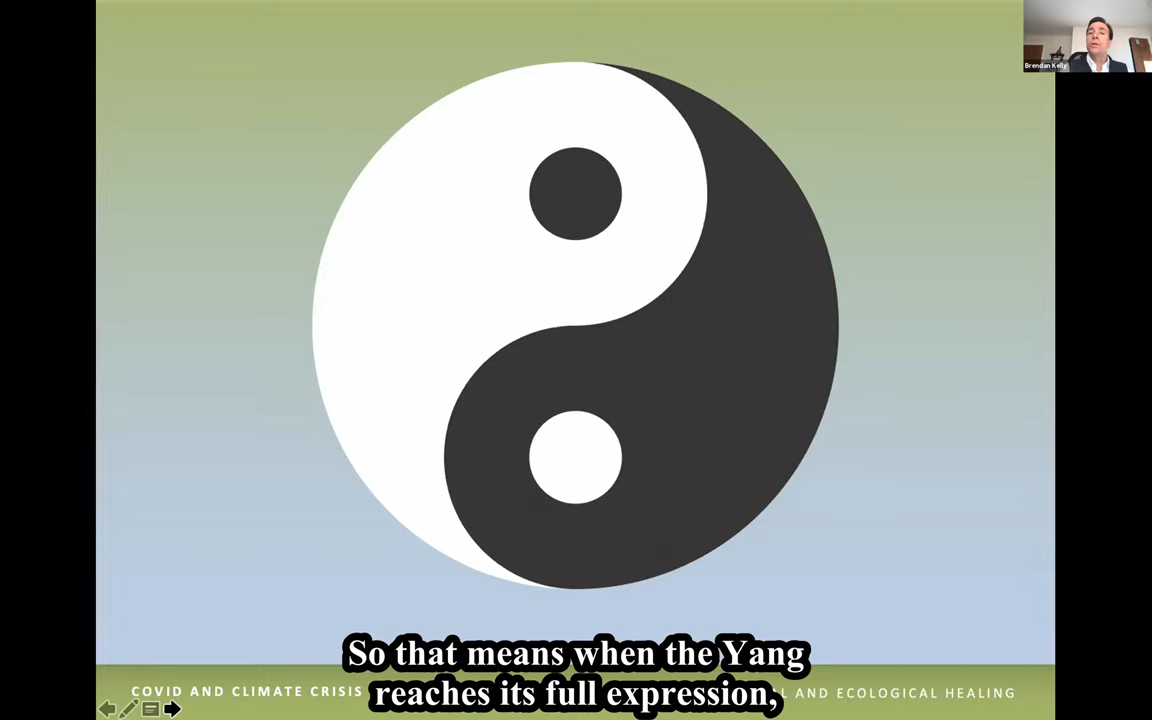 Brendan Kelly
So that means when the Yang
reaches its full expression,
COVID AND CLIMATE CRISIS
AND ECOLOGICAL HEALING